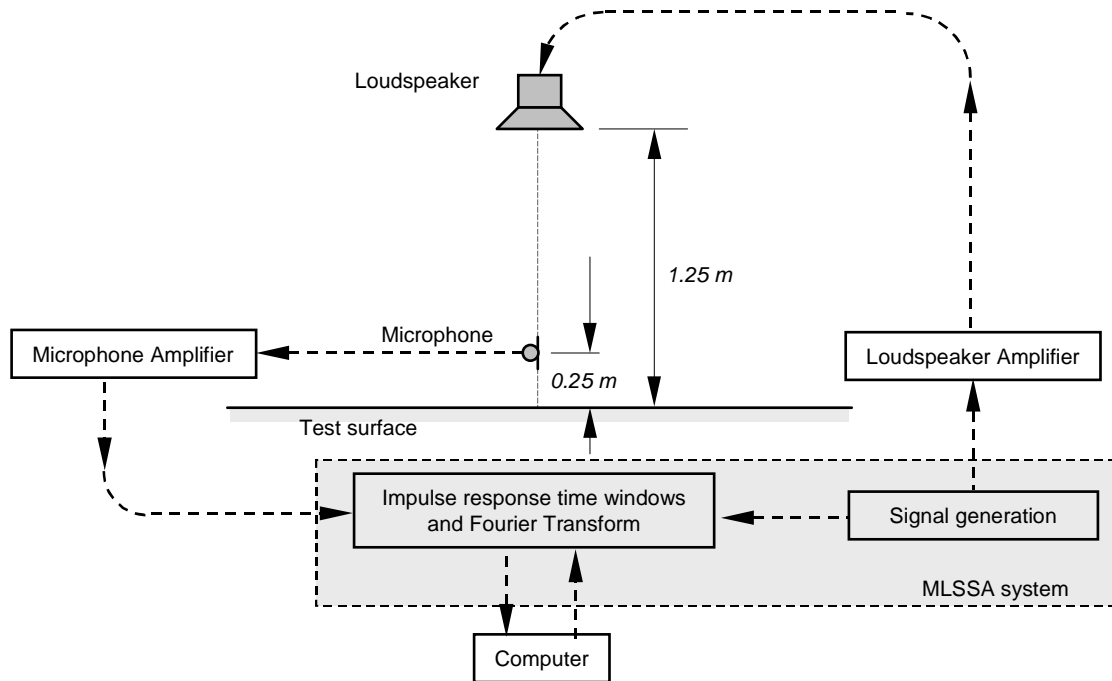 Loudspeaker
1.25 m
Microphone
Microphone Amplifier
Loudspeaker Amplifier
0.25 m
Test surface
Impulse response time windows
and Fourier Transform
Signal generation
MLSSA system
Computer